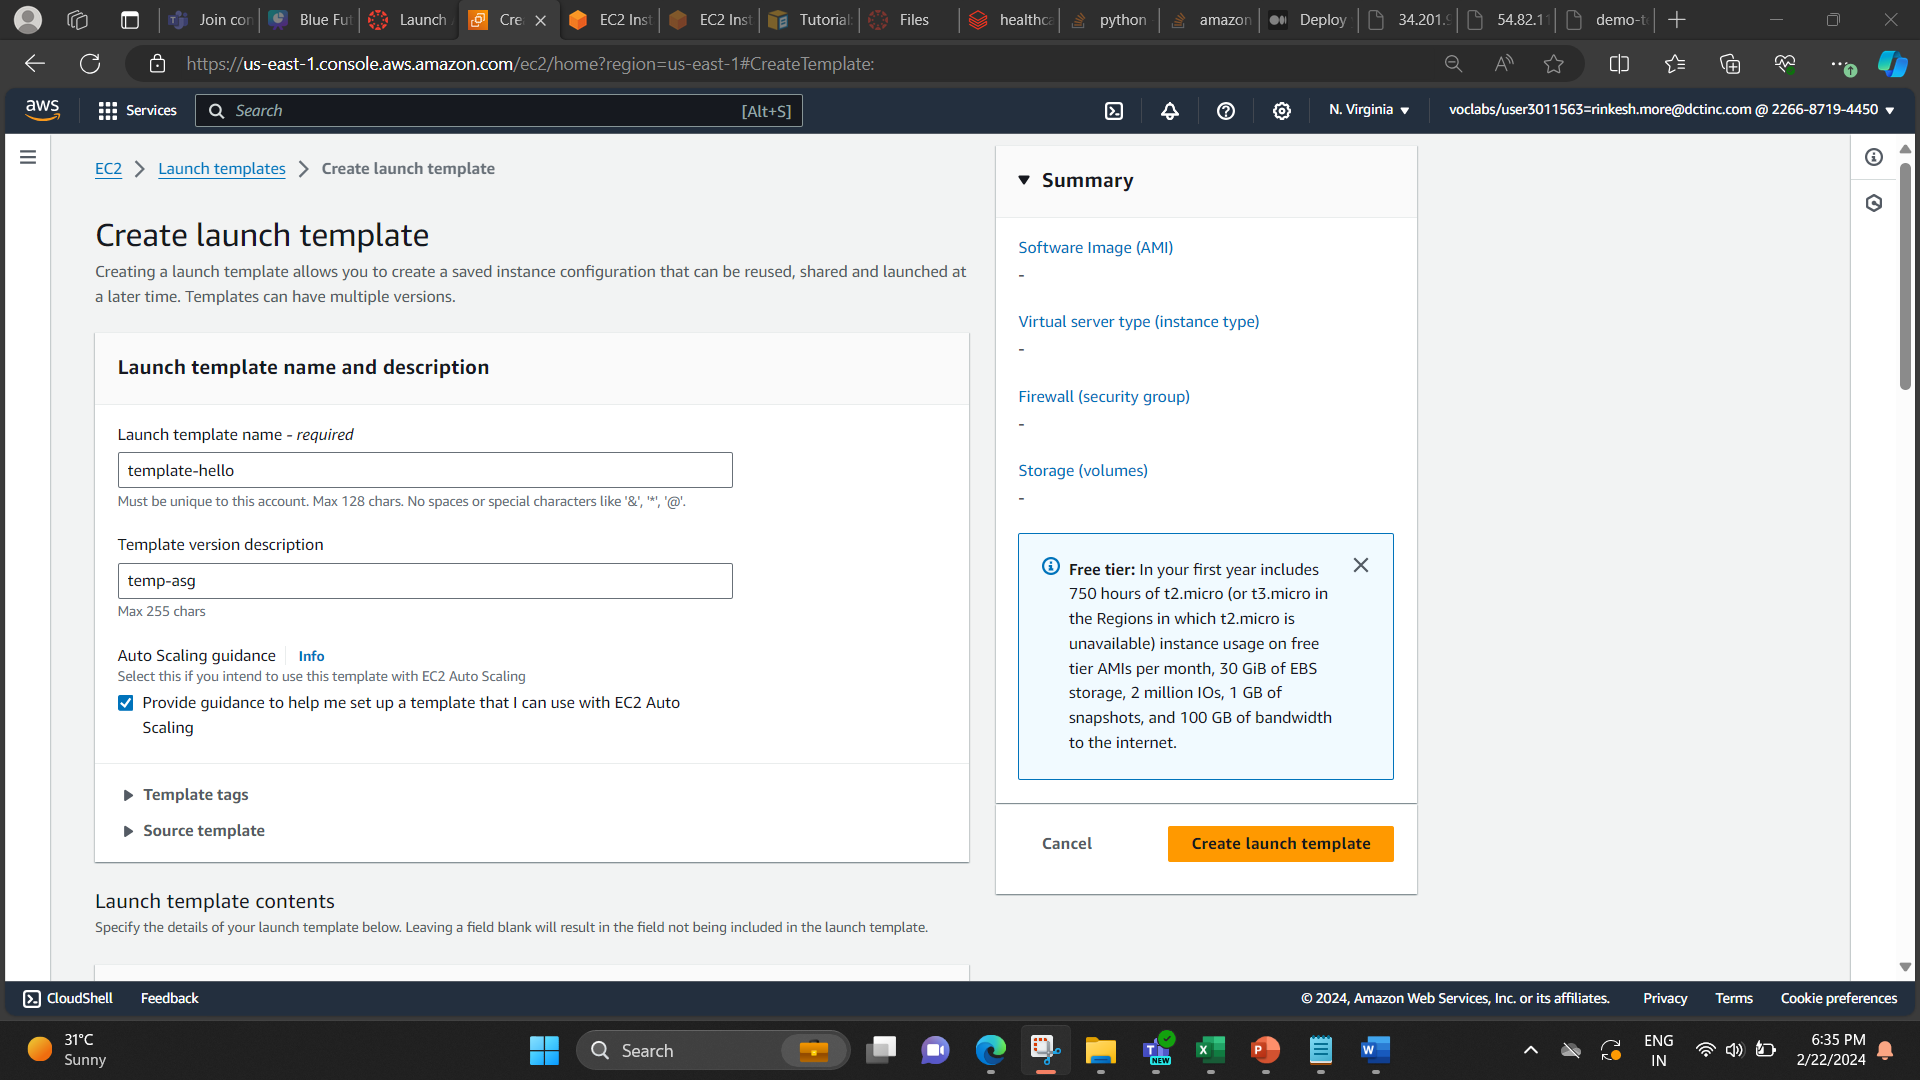 Join con
Blue Fut
Launch
Cre
EC2 Inst
EC2 Inst
Tutorial
Files
healthca
python
amazon
Deploy
34.201.9
54.82.11
demo-te
https://us-east-1.console.aws.amazon.com/ec2/home?region=us-east-1#CreateTemplate:
aws
Services
Search
[Alt+S]
N. Virginia
voclabs/user3011563=rinkesh.more@dctinc.com @ 2266-8719-4450
EC2 > Launch templates > Create launch template
Create launch template
Creating a launch template allows you to create a saved instance configuration that can be reused, shared and launched at
a later time. Templates can have multiple versions.
Launch template name and description
Launch template name - required
template-hello
Must be unique to this account. Max 128 chars. No spaces or special characters like '&', '*', '@'.
Template version description
temp-asg
Max 255 chars
Auto Scaling guidance
Info
Select this if you intend to use this template with EC2 Auto Scaling
Provide guidance to help me set up a template that I can use with EC2 Auto
Scaling
Template tags
Source template
Launch template contents
Specify the details of your launch template below. Leaving a field blank will result in the field not being included in the launch template.
Summary
Software Image (AMI)
-
Virtual server type (instance type)
-
Firewall (security group)
-
Storage (volumes)
-
Free tier: In your first year includes
750 hours of t2.micro (or t3.micro in
the Regions in which t2.micro is
unavailable) instance usage on free
tier AMIs per month, 30 GiB of EBS
storage, 2 million IOs, 1 GB of
snapshots, and 100 GB of bandwidth
to the internet.
Cancel
Create launch template
CloudShell
Feedback
© 2024, Amazon Web Services, Inc. or its affiliates.
Privacy
Terms
Cookie preferences
31°C
Sunny
Search
NEW
ENG
IN
6:35 PM
2/22/2024